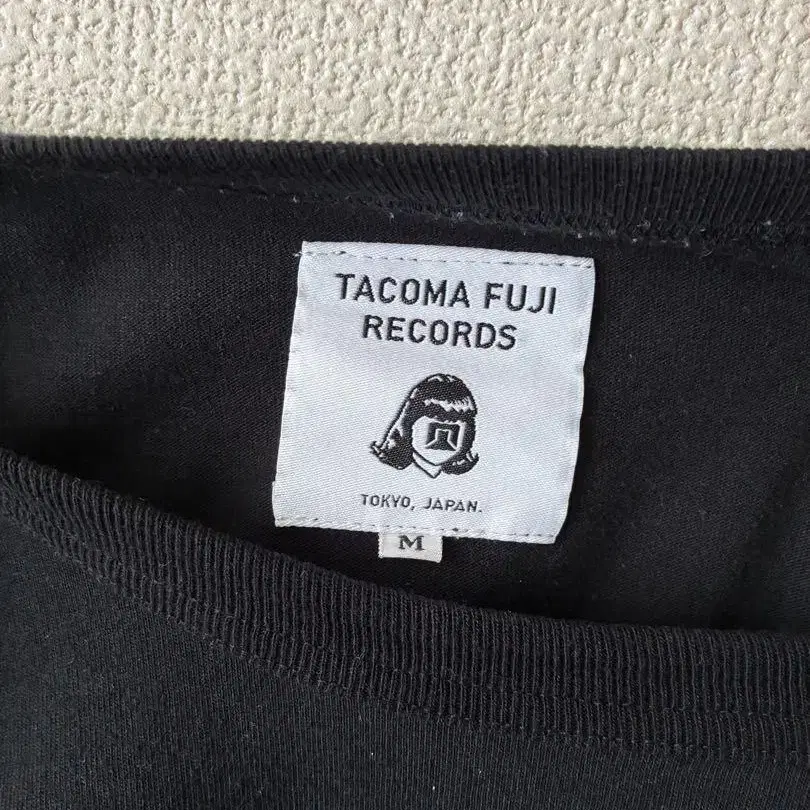 TACOMA FUJI
RECORDS
TOKYO, JAPAN.
M